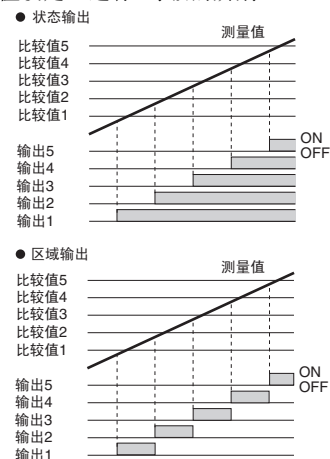 ● 状态输出
测量值
比较值5
比较值4
比较值3
比较值2
比较值1
ON
OFF
输出5
输出4
输出3
输出2
输出1
● 区域输出
测量值
比较值5
比较值4
比较值3
比较值2
比较值1
ON
OFF
输出5
输出4
输出3
输出2
输出1